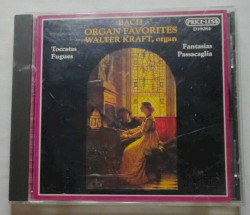 BACH
ORGAN FAVORITES
WALTER KRAFT, organ
PRICE-LESS
Toccatas
Fugues
Fantasias
Passacaglia